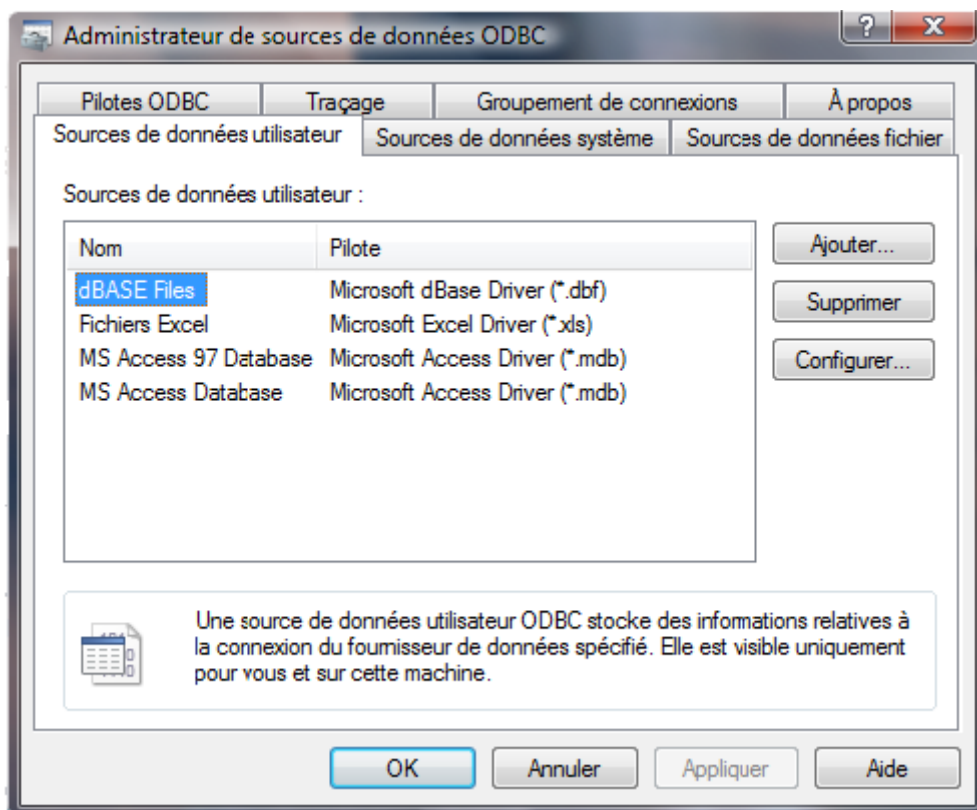 Administrateur de sources de données ODBC
Pilotes ODBC Traçage Groupement de connexions À propos
Sources de données utilisateur Sources de données système Sources de données fichier
Sources de données utilisateur :
Nom Pilote
dBASE Files Microsoft dBase Driver (*.dbf)
Fichiers Excel Microsoft Excel Driver (*.xls)
MS Access 97 Database Microsoft Access Driver (*.mdb)
MS Access Database Microsoft Access Driver (*.mdb)
Ajouter...
Supprimer
Configurer...
Une source de données utilisateur ODBC stocke des informations relatives à
la connexion du fournisseur de données spécifié. Elle est visible uniquement
pour vous et sur cette machine.
OK Annuler Appliquer Aide